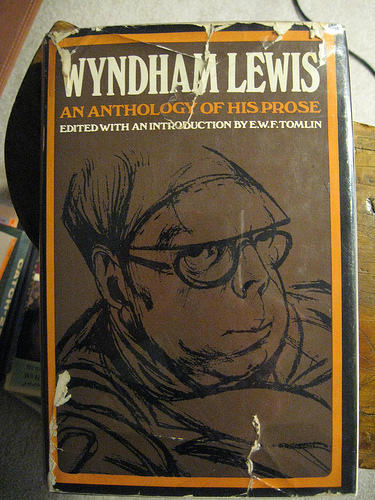 WYNDHAM LEWIS
AN ANTHOLOGY OF HIS PROSE
EDITED WITH AN INTRODUCTION BY E.W.F. TOMLIN